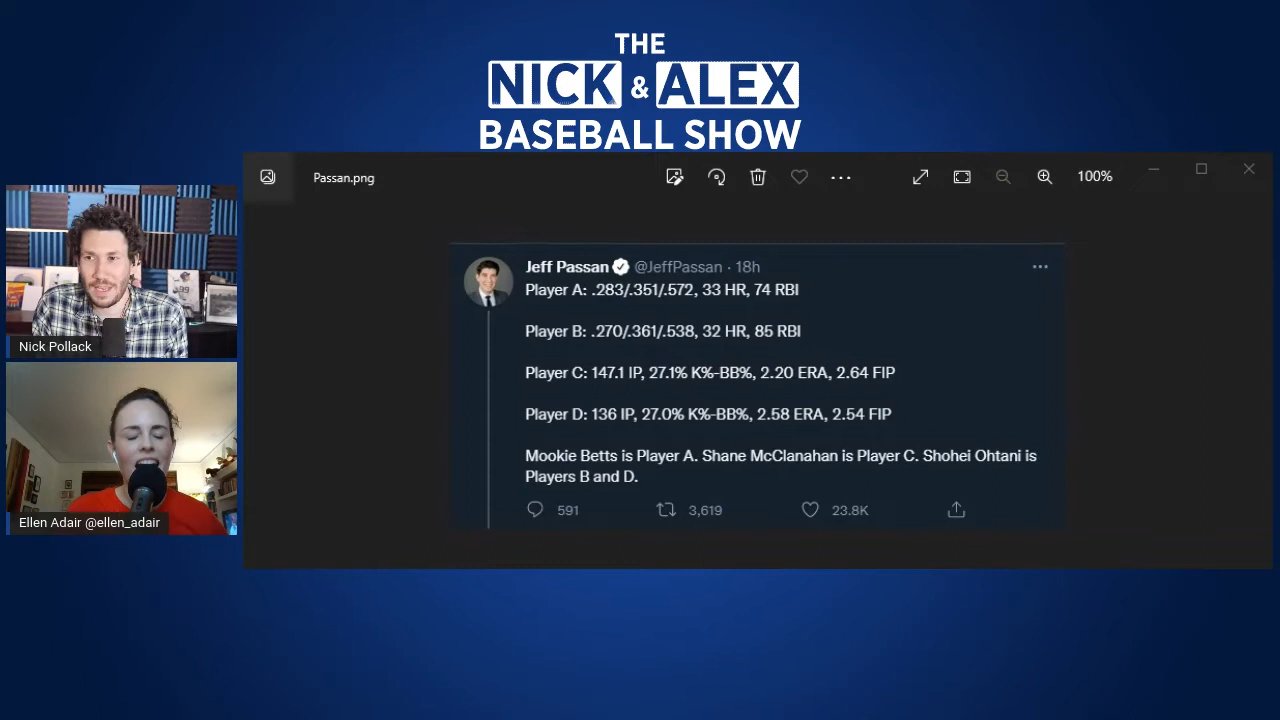 THE
NICK & ALEX
BASEBALL SHOW
Passan.png
100%
Jeff Passan @JeffPassan · 18h
Player A: .283/.351/.572, 33 HR, 74 RBI
Player B: .270/.361/.538, 32 HR, 85 RBI
Player C: 147.1 IP, 27.1% K%-BB%, 2.20 ERA, 2.64 FIP
Player D: 136 IP, 27.0% K%-BB%, 2.58 ERA, 2.54 FIP
Mookie Betts is Player A. Shane McClanahan is Player C. Shohei Ohtani is
Players B and D.
591 3,619 23.8K
Nick Pollack
Ellen Adair @ellen_adair